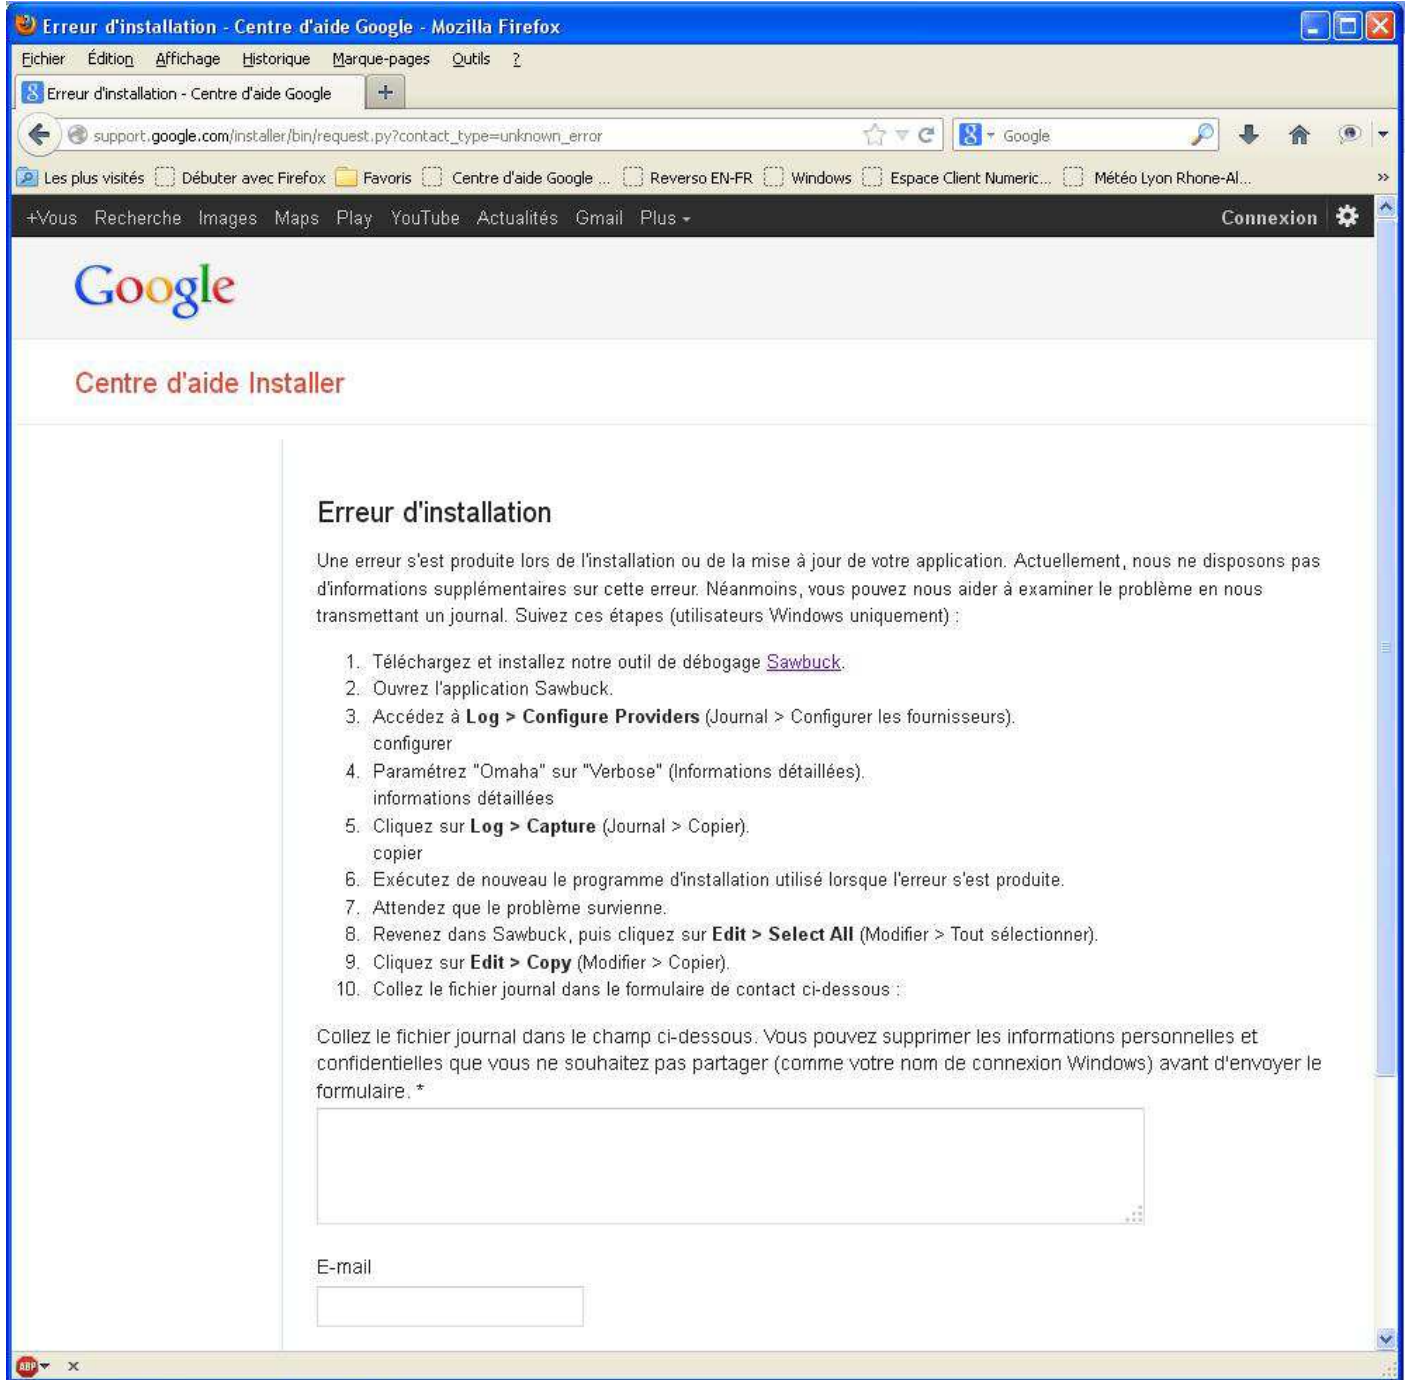 Erreur d'installation - Centre d'aide Google - Mozilla Firefox
Fichier Édition Affichage Historique Marque-pages Outils ?
Erreur d'installation - Centre d'aide Google
support.google.com/installer/bin/request.py?contact_type=unknown_error
Google
Les plus visités Débuter avec Firefox Favoris Centre d'aide Google ... Reverso EN-FR Windows Espace Client Numeric... Météo Lyon Rhone-Al... »
+Vous Recherche Images Maps Play YouTube Actualités Gmail Plus Connexion
Google
Centre d'aide Installer
Erreur d'installation
Une erreur s'est produite lors de l'installation ou de la mise à jour de votre application. Actuellement, nous ne disposons pas
d'informations supplémentaires sur cette erreur. Néanmoins, vous pouvez nous aider à examiner le problème en nous
transmettant un journal. Suivez ces étapes (utilisateurs Windows uniquement) :
1. Téléchargez et installez notre outil de débogage Sawbuck.
2. Ouvrez l'application Sawbuck.
3. Accédez à Log > Configure Providers (Journal > Configurer les fournisseurs).
configurer
4. Paramétrez "Omaha" sur "Verbose" (Informations détaillées).
informations détaillées
5. Cliquez sur Log > Capture (Journal > Copier).
copier
6. Exécutez de nouveau le programme d'installation utilisé lorsque l'erreur s'est produite.
7. Attendez que le problème survienne.
8. Revenez dans Sawbuck, puis cliquez sur Edit > Select All (Modifier > Tout sélectionner).
9. Cliquez sur Edit > Copy (Modifier > Copier).
10. Collez le fichier journal dans le formulaire de contact ci-dessous :
Collez le fichier journal dans le champ ci-dessous. Vous pouvez supprimer les informations personnelles et
confidentielles que vous ne souhaitez pas partager (comme votre nom de connexion Windows) avant d'envoyer le
formulaire. *
E-mail
ABP x